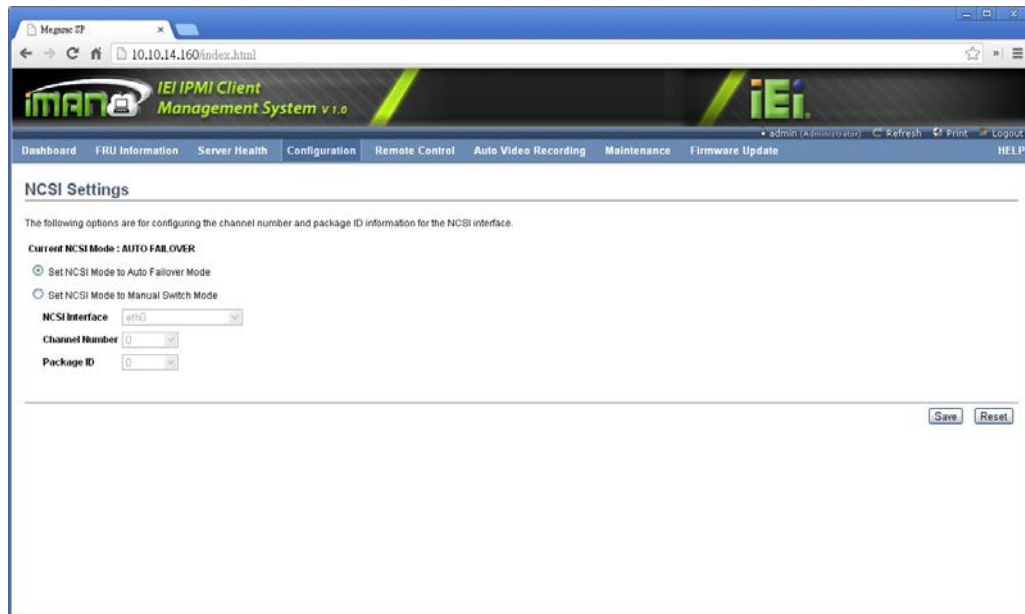 Megarac SP
10.10.14.160/index.html
iMAN
IEI IPMI Client
Management System v 1.0
iEi.
admin (Administrator) Refresh Print Logout
Dashboard FRU Information Server Health Configuration Remote Control Auto Video Recording Maintenance Firmware Update HELP
NCSI Settings
The following options are for configuring the channel number and package ID information for the NCSI interface.
Current NCSI Mode : AUTO FAILOVER
Set NCSI Mode to Auto Failover Mode
Set NCSI Mode to Manual Switch Mode
NCSI Interface eth0
Channel Number 0
Package ID 0
Save Reset